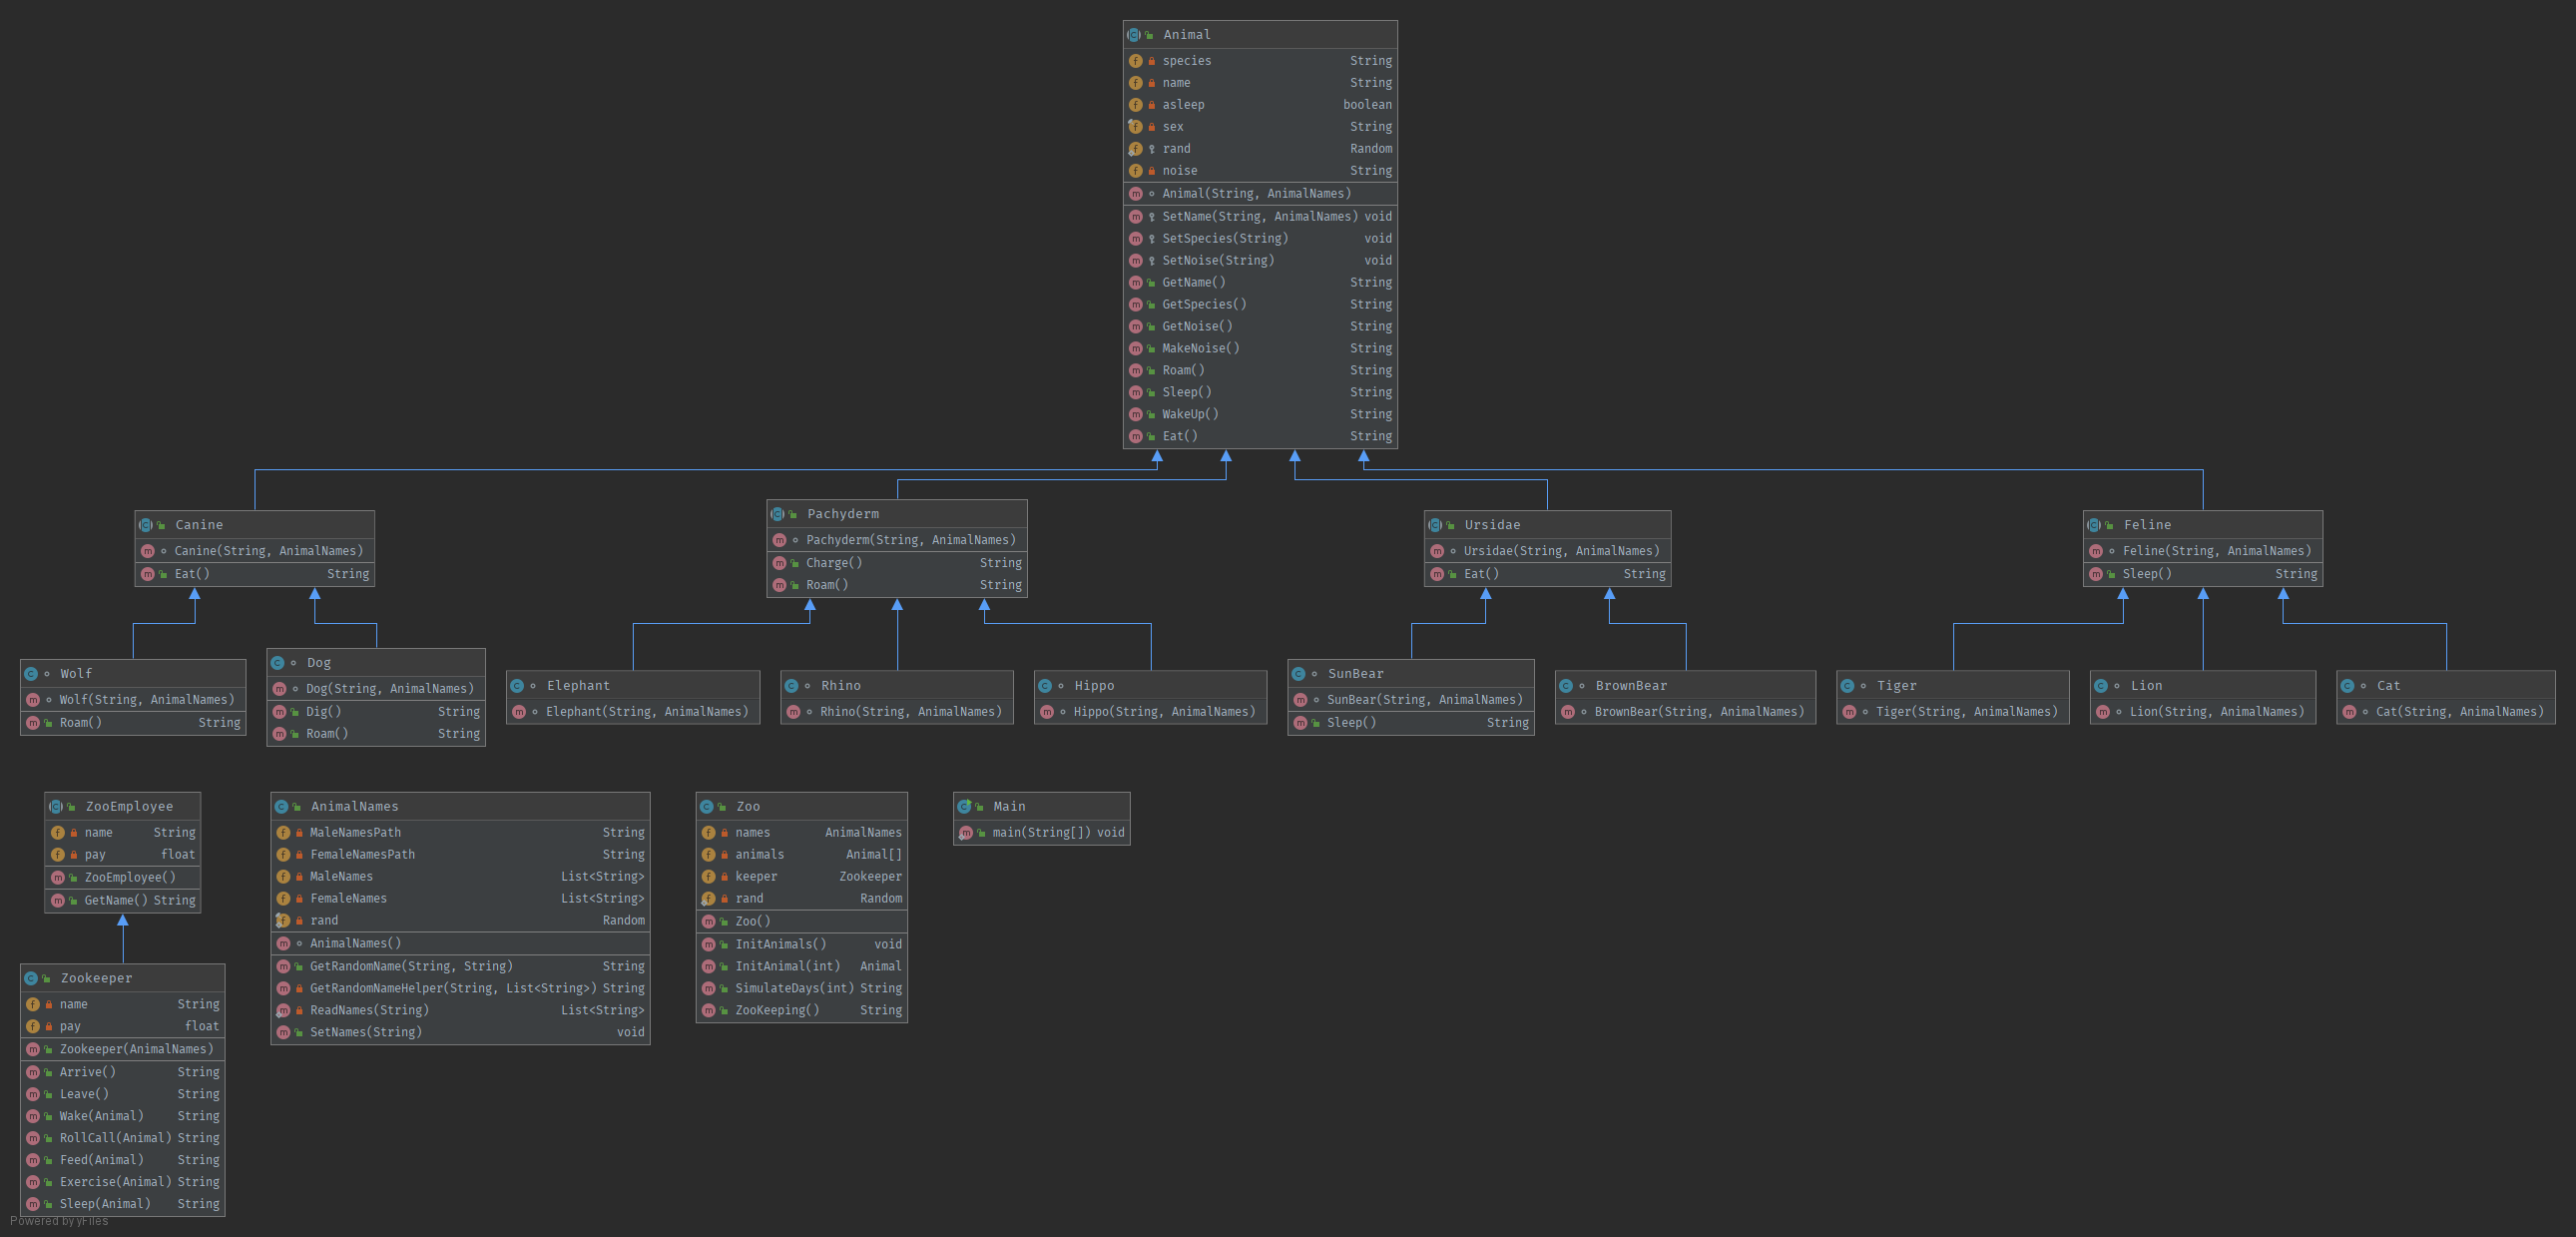 Animal
species String
name String
asleep boolean
sex String
rand Random
noise String
Animal(String, AnimalNames)
SetName(String, AnimalNames) void
SetSpecies(String) void
SetNoise(String) void
GetName() String
GetSpecies() String
GetNoise() String
MakeNoise() String
Roam() String
Sleep() String
WakeUp() String
Eat() String
Canine
Canine(String, AnimalNames)
Eat() String
Pachyderm
Pachyderm(String, AnimalNames)
Charge() String
Roam() String
Ursidae
Ursidae(String, AnimalNames)
Eat() String
Feline
Feline(String, AnimalNames)
Sleep() String
Wolf
Wolf(String, AnimalNames)
Roam() String
Dog
Dog(String, AnimalNames)
Dig() String
Roam() String
Elephant
Elephant(String, AnimalNames)
Rhino
Rhino(String, AnimalNames)
Hippo
Hippo(String, AnimalNames)
SunBear
SunBear(String, AnimalNames)
Sleep() String
BrownBear
BrownBear(String, AnimalNames)
Tiger
Tiger(String, AnimalNames)
Lion
Lion(String, AnimalNames)
Cat
Cat(String, AnimalNames)
ZooEmployee
name String
pay float
ZooEmployee()
GetName() String
Zookeeper
name String
pay float
Zookeeper(AnimalNames)
Arrive() String
Leave() String
Wake(Animal) String
RollCall(Animal) String
Feed(Animal) String
Exercise(Animal) String
Sleep(Animal) String
AnimalNames
MaleNamesPath String
FemaleNamesPath String
MaleNames List<String>
FemaleNames List<String>
rand Random
AnimalNames()
GetRandomName(String, String) String
GetRandomNameHelper(String, List<String>) String
ReadNames(String) List<String>
SetNames(String) void
Zoo
names AnimalNames
animals Animal[]
keeper Zookeeper
rand Random
Zoo()
InitAnimals() void
InitAnimal(int) Animal
SimulateDays(int) String
ZooKeeping() String
Main
main(String[]) void
Powered by yFiles